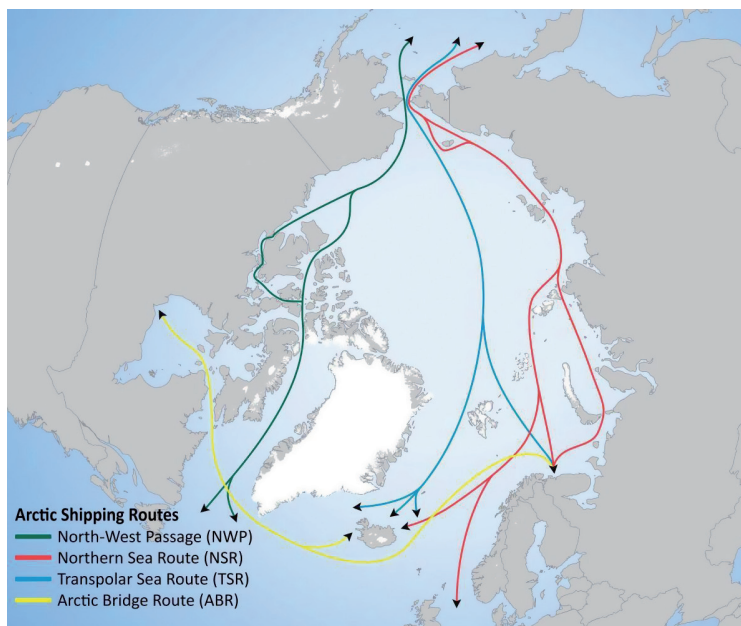 Arctic Shipping Routes
North-West Passage (NWP)
Northern Sea Route (NSR)
Transpolar Sea Route (TSR)
Arctic Bridge Route (ABR)